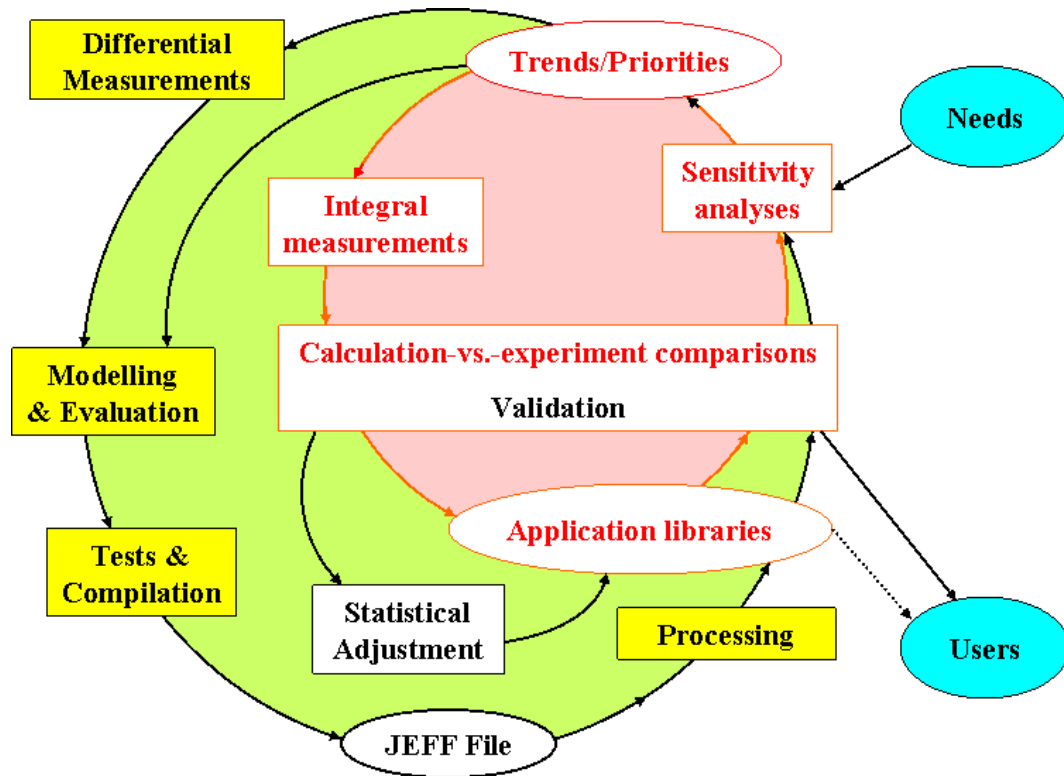 Differential
Measurements
Trends/Priorities
Needs
Sensitivity
analyses
Integral
measurements
Calculation-vs.-experiment comparisons
Validation
Modelling
& Evaluation
Application libraries
Tests &
Compilation
Statistical
Adjustment
Processing
Users
JEFF File